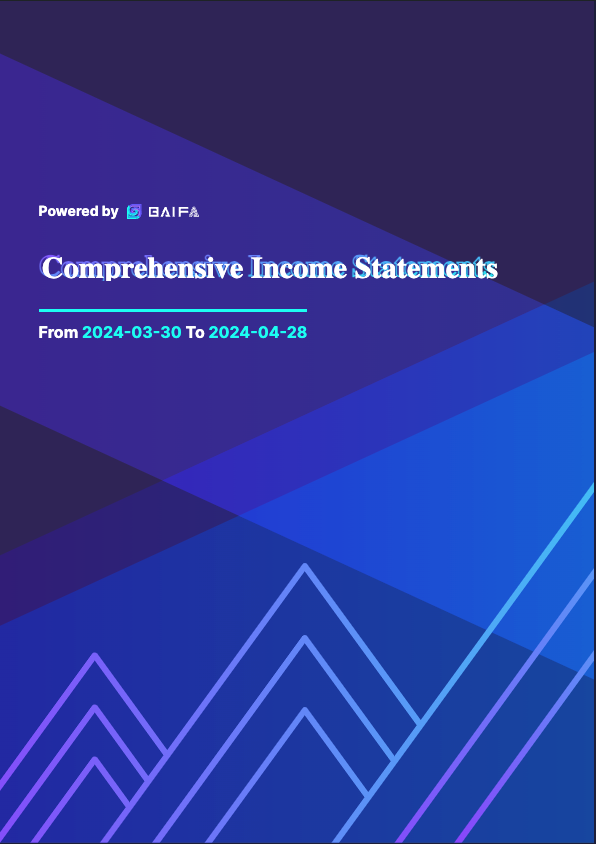 Powered by BAIFA
Comprehensive Income Statements
From 2024-03-30 To 2024-04-28